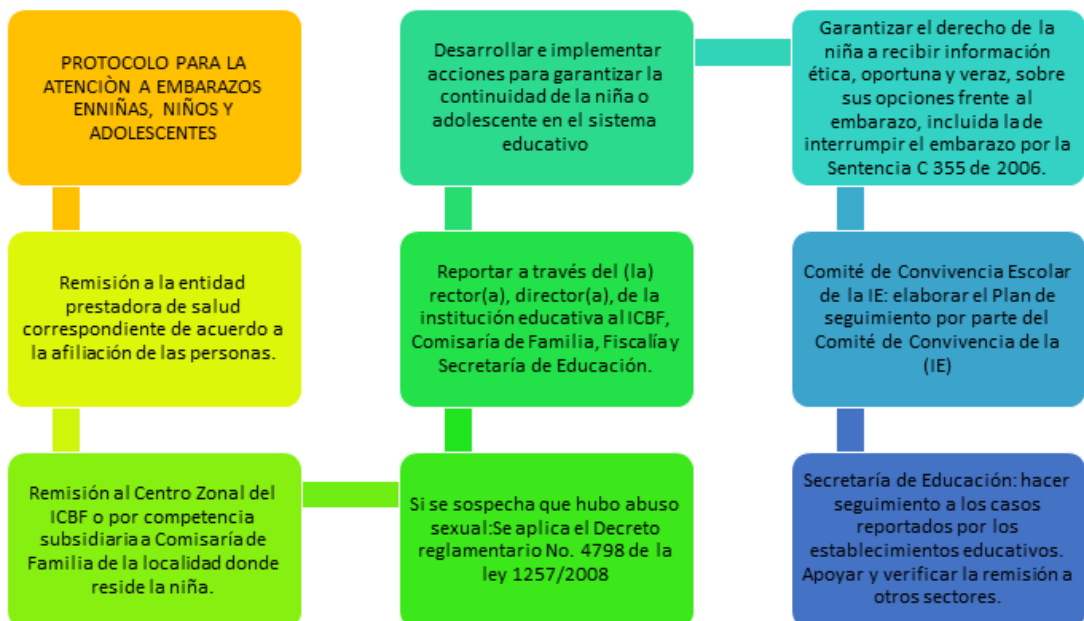 PROTOCOLO PARA LA
ATENCIÒN A EMBARAZOS
ENNIÑAS, NIÑOS Y
ADOLESCENTES
Remisión a la entidad
prestadora de salud
correspondiente de acuerdo a
la afiliación de las personas.
Remisión al Centro Zonal del
ICBF o por competencia
subsidiaria a Comisaría de
Familia de la localidad donde
reside la niña.
Si se sospecha que hubo abuso
sexual:Se aplica el Decreto
reglamentario No. 4798 de la
ley 1257/2008
Reportar a través del (la)
rector(a), director(a), de la
institución educativa al ICBF,
Comisaría de Familia, Fiscalía y
Secretaría de Educación.
Desarrollar e implementar
acciones para garantizar la
continuidad de la niña o
adolescente en el sistema
educativo
Garantizar el derecho de la
niña a recibir información
ética, oportuna y veraz, sobre
sus opciones frente al
embarazo, incluida la de
interrumpir el embarazo por la
Sentencia C 355 de 2006.
Comité de Convivencia Escolar
de la IE: elaborar el Plan de
seguimiento por parte del
Comité de Convivencia de la
(IE)
Secretaría de Educación: hacer
seguimiento a los casos
reportados por los
establecimientos educativos.
Apoyar y verificar la remisión a
otros sectores.